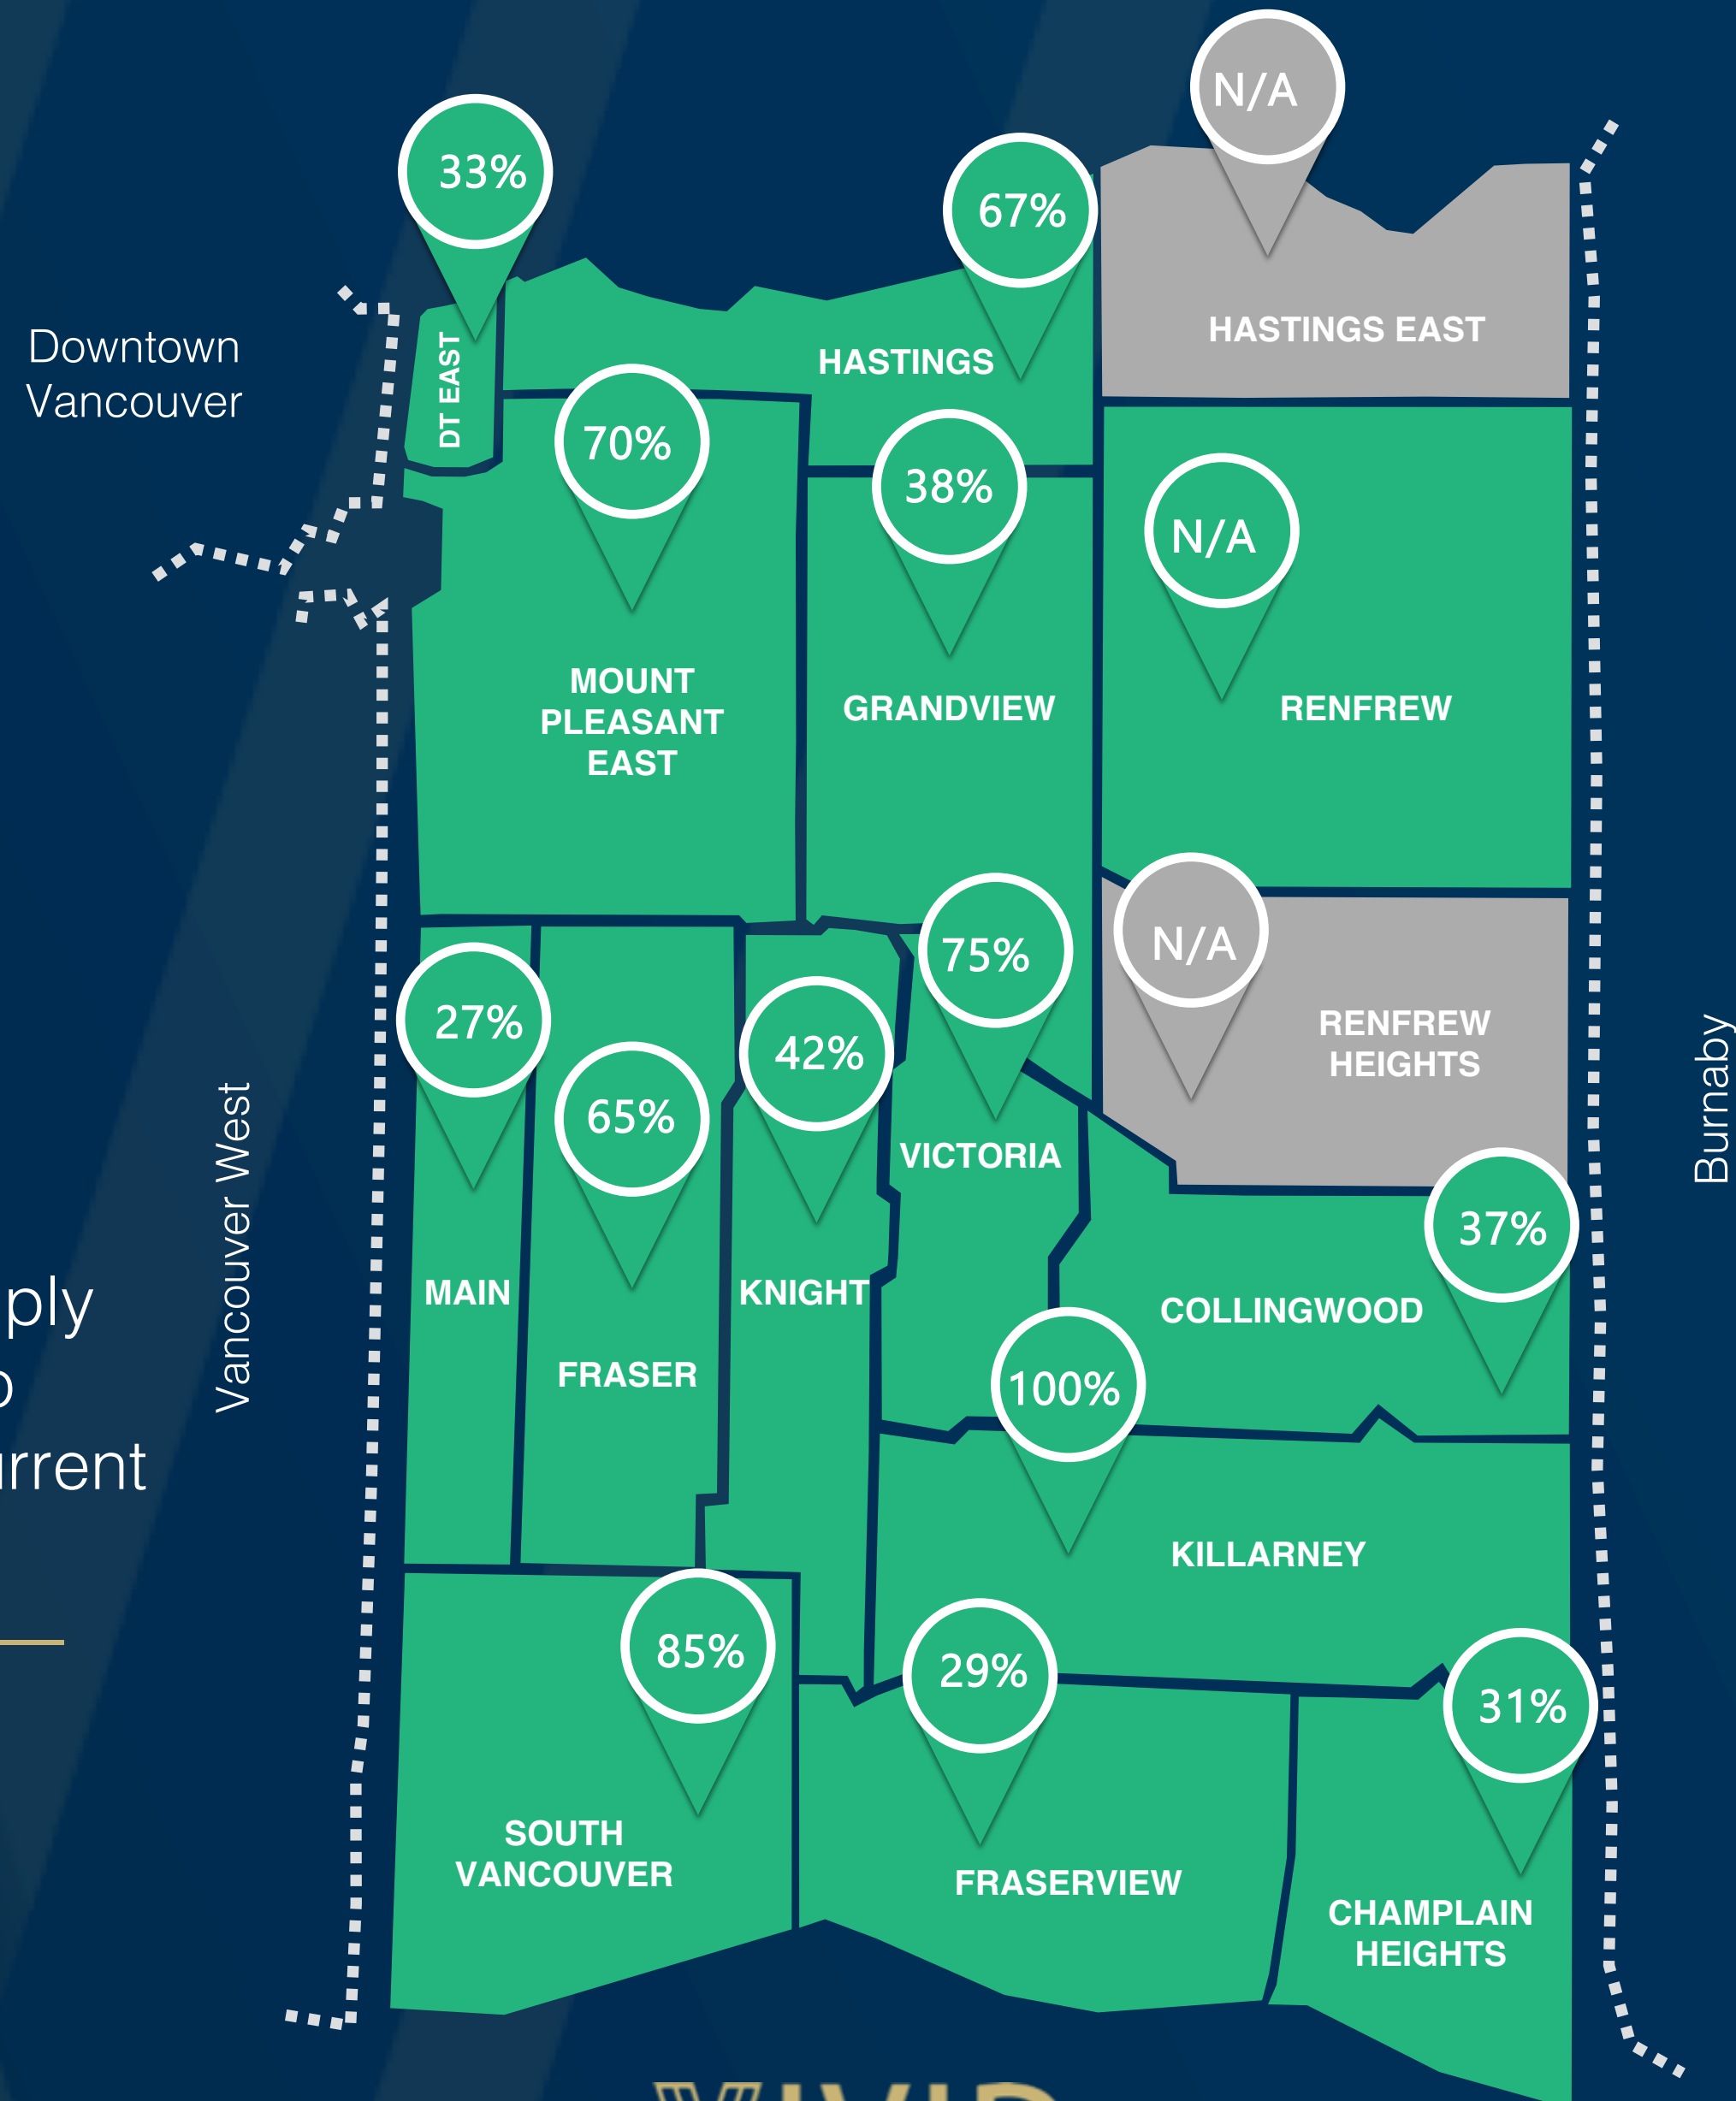 N/A
33%
67%
Downtown
Vancouver
HASTINGS EAST
DT EAST
HASTINGS
70%
38%
N/A
MOUNT
PLEASANT
EAST
GRANDVIEW
RENFREW
N/A
75%
27%
42%
65%
RENFREW
HEIGHTS
Burnaby
Vancouver West
VICTORIA
37%
ply
MAIN
KNIGHT
COLLINGWOOD
FRASER
100%
urrent
KILLARNEY
85%
29%
31%
SOUTH
VANCOUVER
FRASERVIEW
CHAMPLAIN
HEIGHTS
VIVID